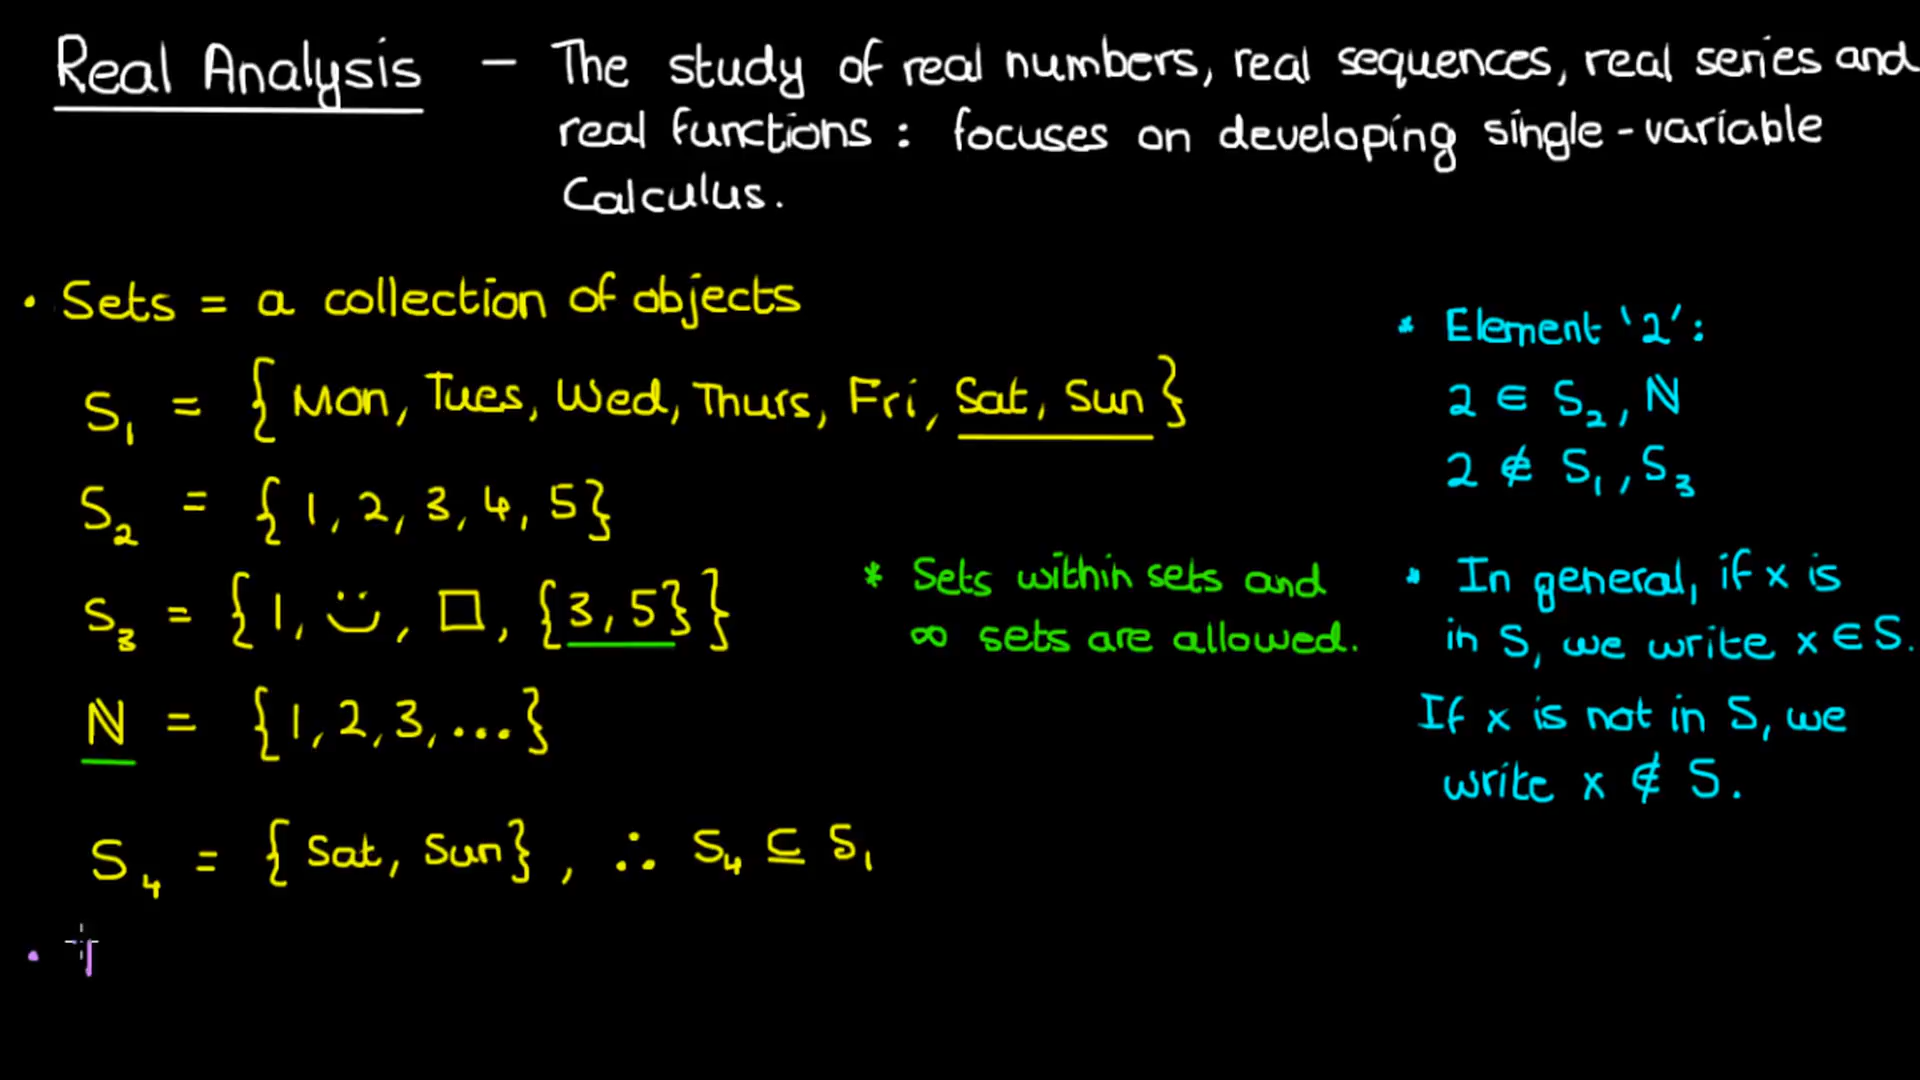 Real Analysis - The study of real numbers, real sequences, real series and
real functions : focuses on developing single-variable
Calculus.
• Sets = a collection of objects
S₁ = { Mon, Tues, Wed, Thurs, Fri, Sat, Sun }
S₂ = { 1, 2, 3, 4, 5 }
S₃ = { 1, ☺, □, {3, 5} }
* Sets within sets and
∞ sets are allowed.
ℕ = { 1, 2, 3, ... }
S₄ = { Sat, Sun } , ∴ S₄ ⊆ S₁
* Element '2' :
2 ∈ S₂, ℕ
2 ∉ S₁, S₃
• In general, if x is
in S, we write x ∈ S.
If x is not in S, we
write x ∉ S.